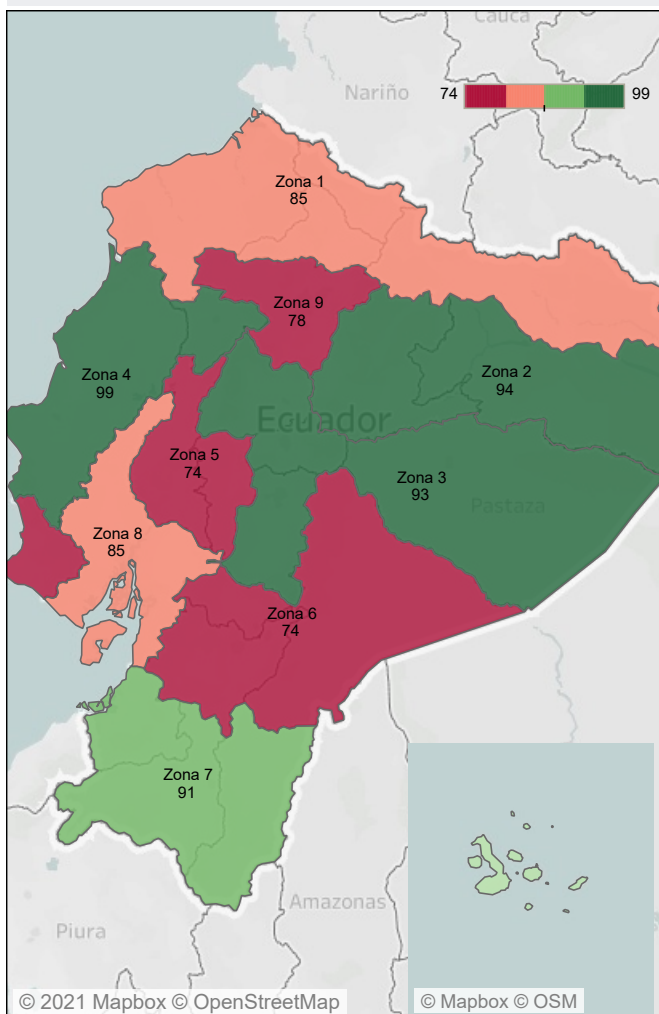 Cauca
Nariño
74
99
Zona 1
85
Zona 9
78
Zona 4
99
Zona 2
94
Ecuador
Zona 5
74
Zona 3
93
Pastaza
Zona 8
85
Zona 6
74
Zona 7
91
Amazonas
Piura
© 2021 Mapbox © OpenStreetMap
© Mapbox © OSM